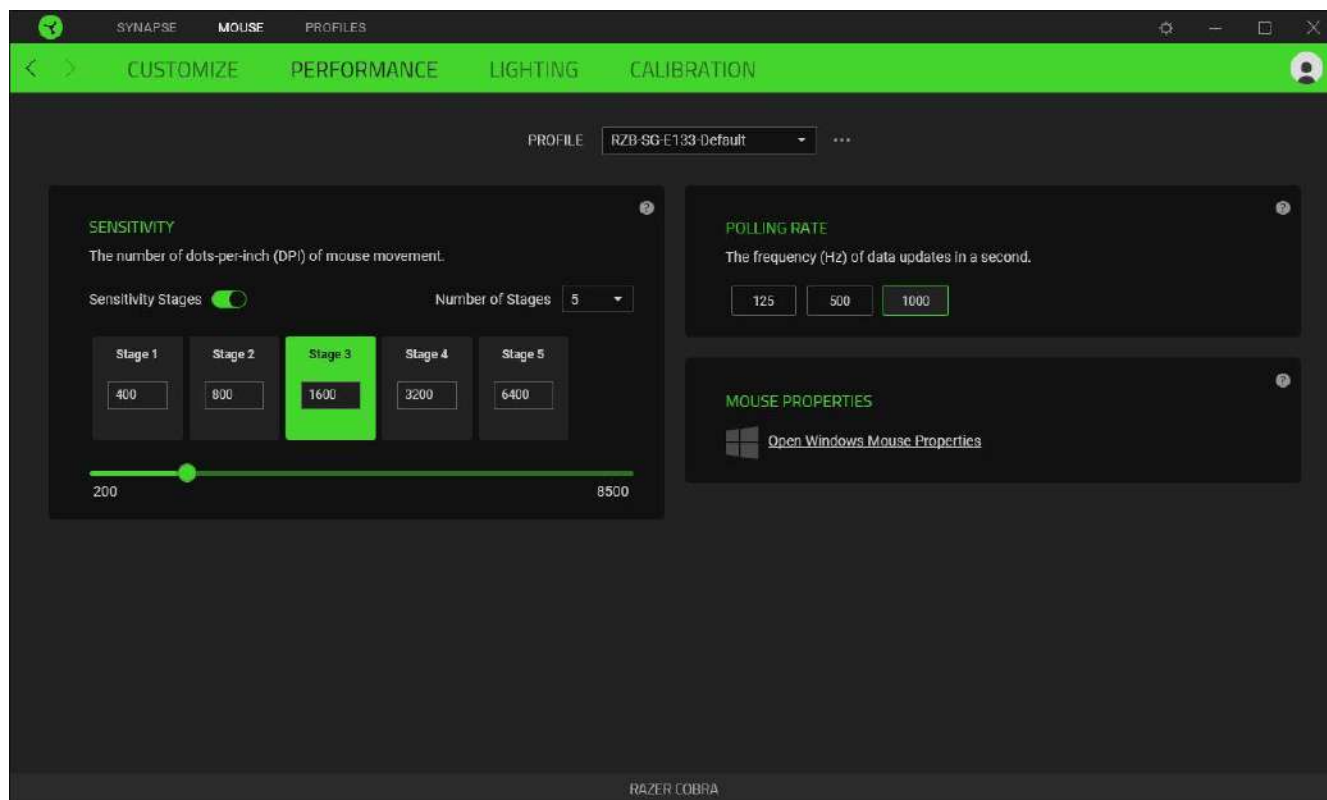 SYNAPSE MOUSE PROFILES
CUSTOMIZE PERFORMANCE LIGHTING CALIBRATION
PROFILE RZB-SG-E133-Default
SENSITIVITY
The number of dots-per-inch (DPI) of mouse movement.
Sensitivity Stages Number of Stages 5
Stage 1 Stage 2 Stage 3 Stage 4 Stage 5
400 800 1600 3200 6400
200 8500
POLLING RATE
The frequency (Hz) of data updates in a second.
125 500 1000
MOUSE PROPERTIES
Open Windows Mouse Properties
RAZER COBRA